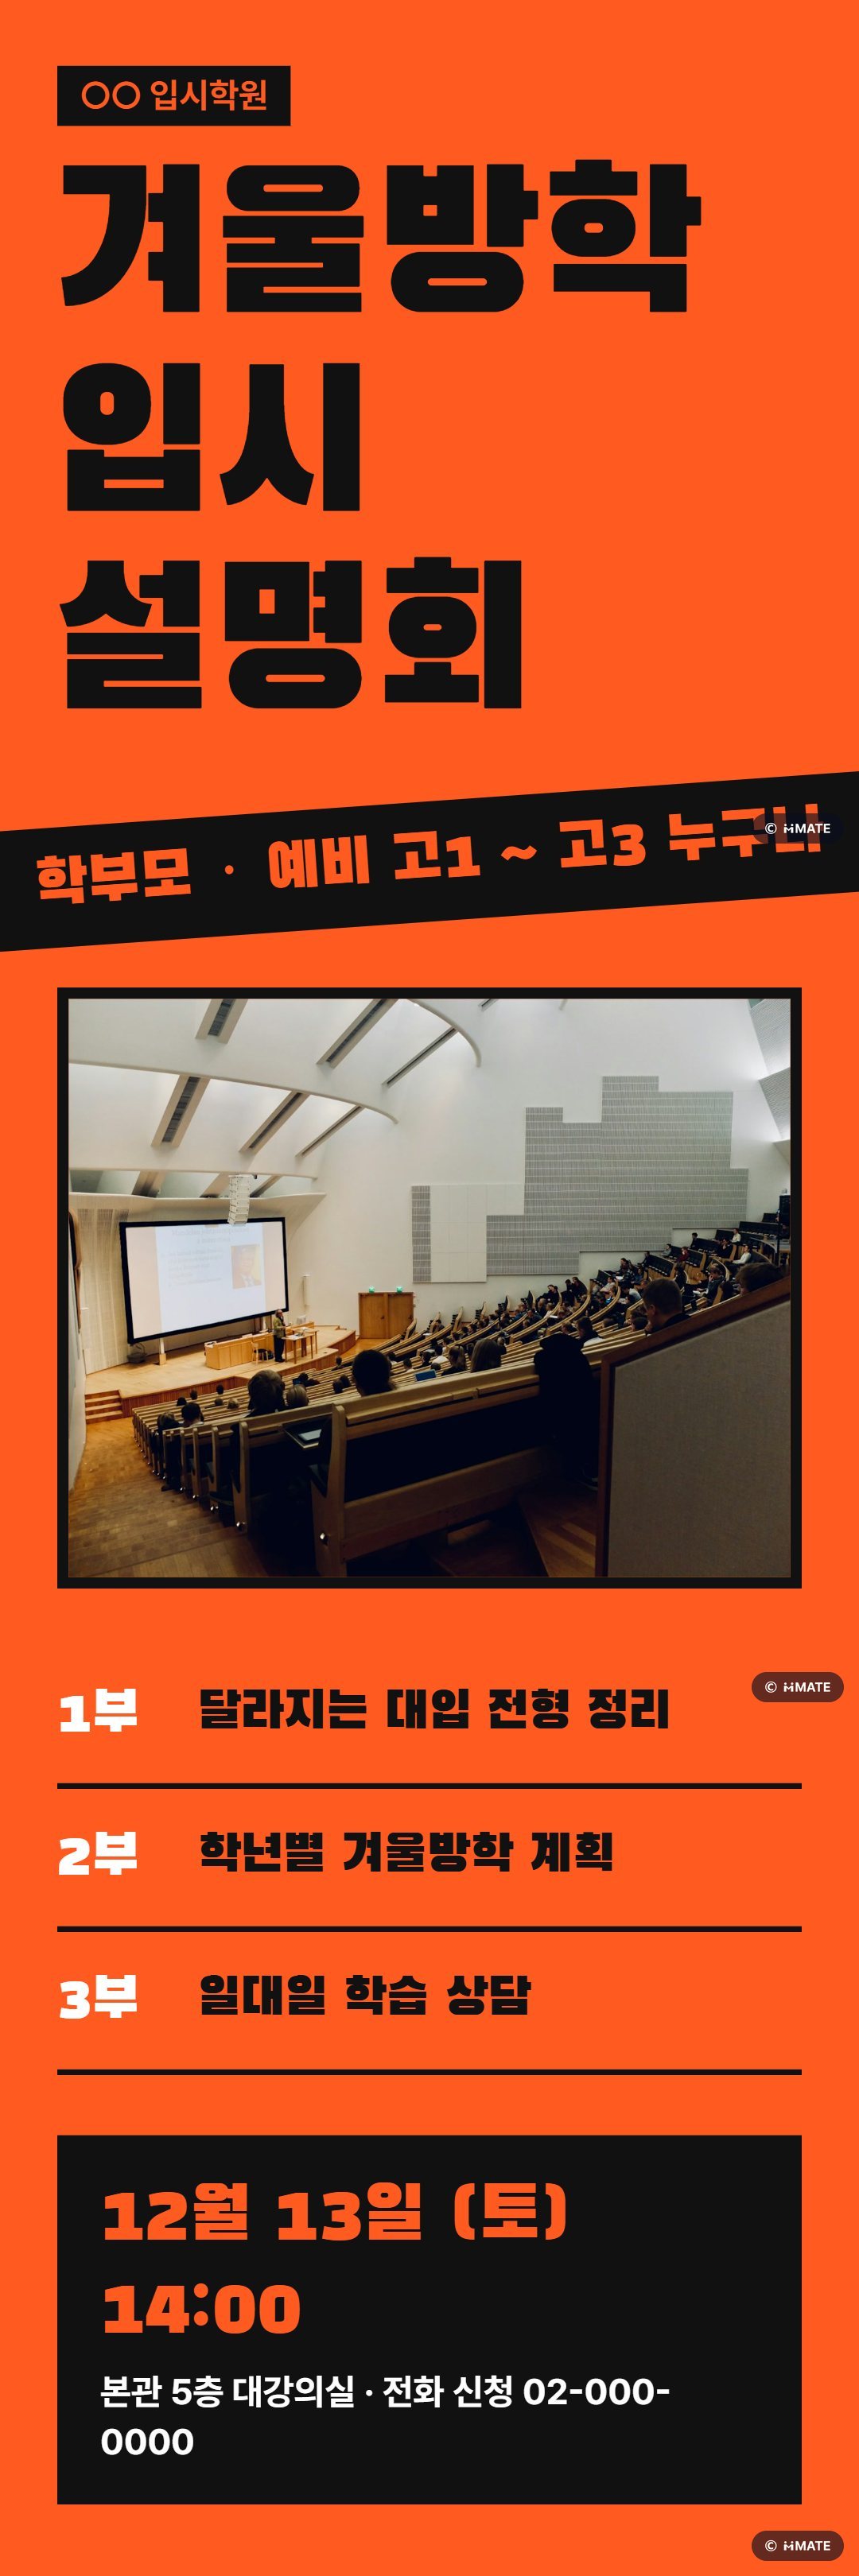 ○○ 입시학원
겨울방학
입시
설명회
학부모 · 예비 고1 ~ 고3 누구나
© MMATE
1부 달라지는 대입 전형 정리
© MMATE
2부 학년별 겨울방학 계획
3부 일대일 학습 상담
12월 13일 (토)
14:00
본관 5층 대강의실 · 전화 신청 02-000-
0000
© MMATE